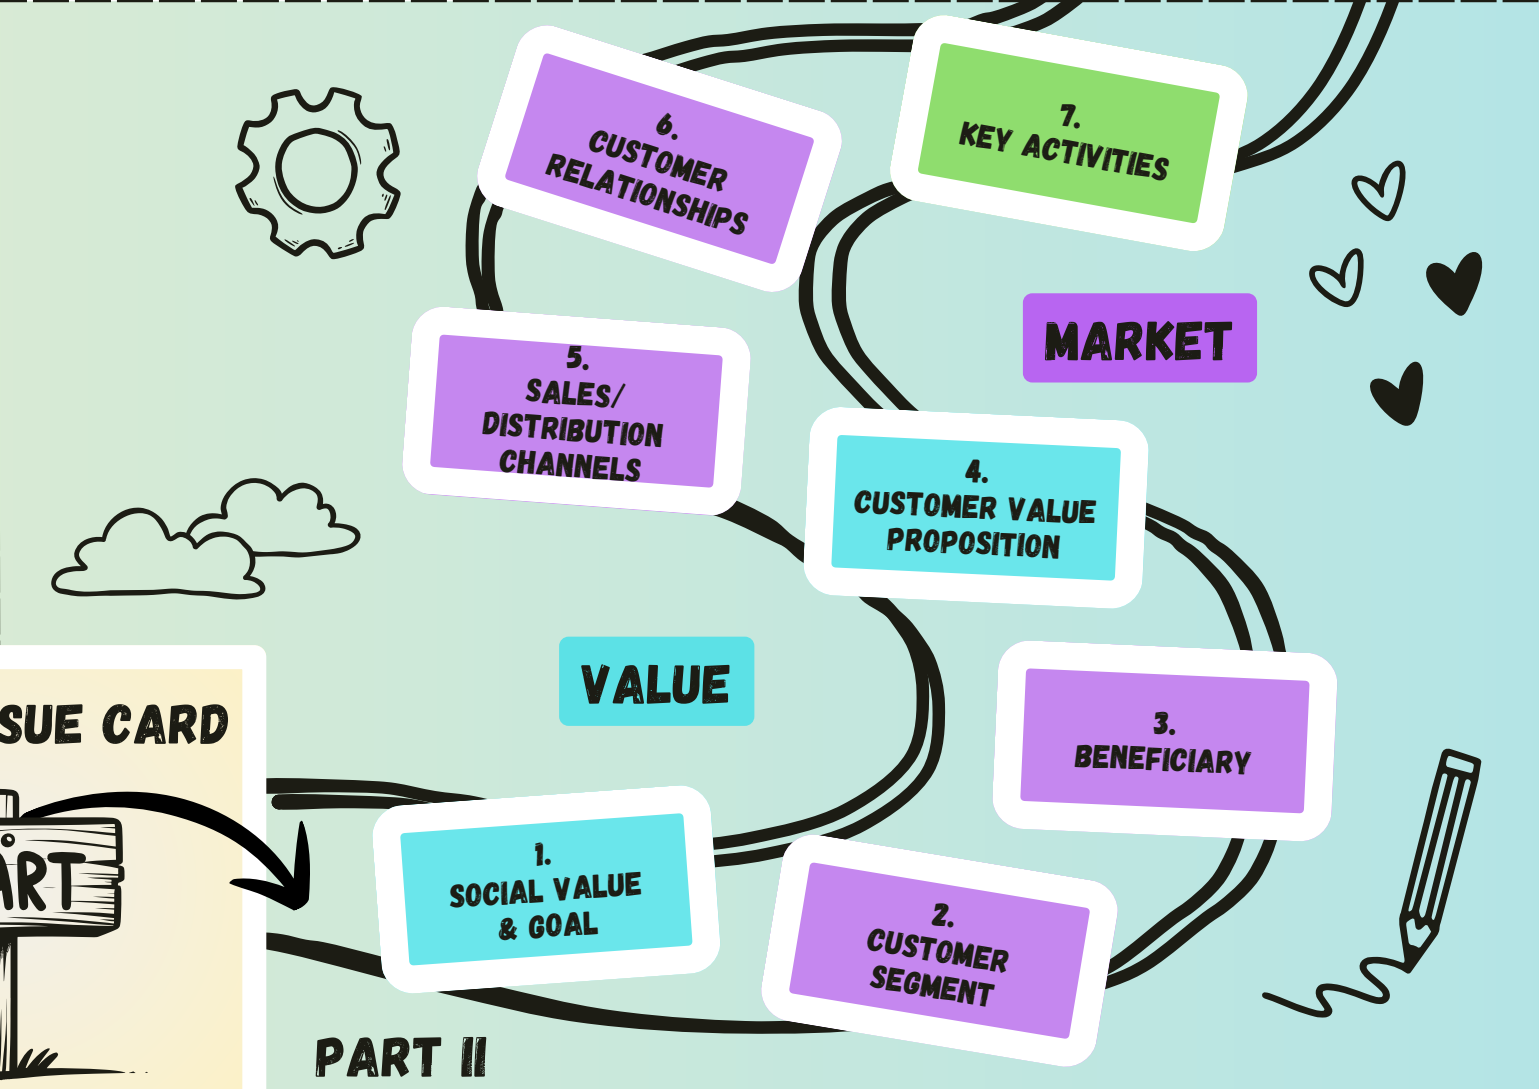 6.
CUSTOMER
RELATIONSHIPS
7.
KEY ACTIVITIES
MARKET
5.
SALES/
DISTRIBUTION
CHANNELS
4.
CUSTOMER VALUE
PROPOSITION
VALUE
3.
BENEFICIARY
SUE CARD
ART
1.
SOCIAL VALUE
& GOAL
2.
CUSTOMER
SEGMENT
PART II